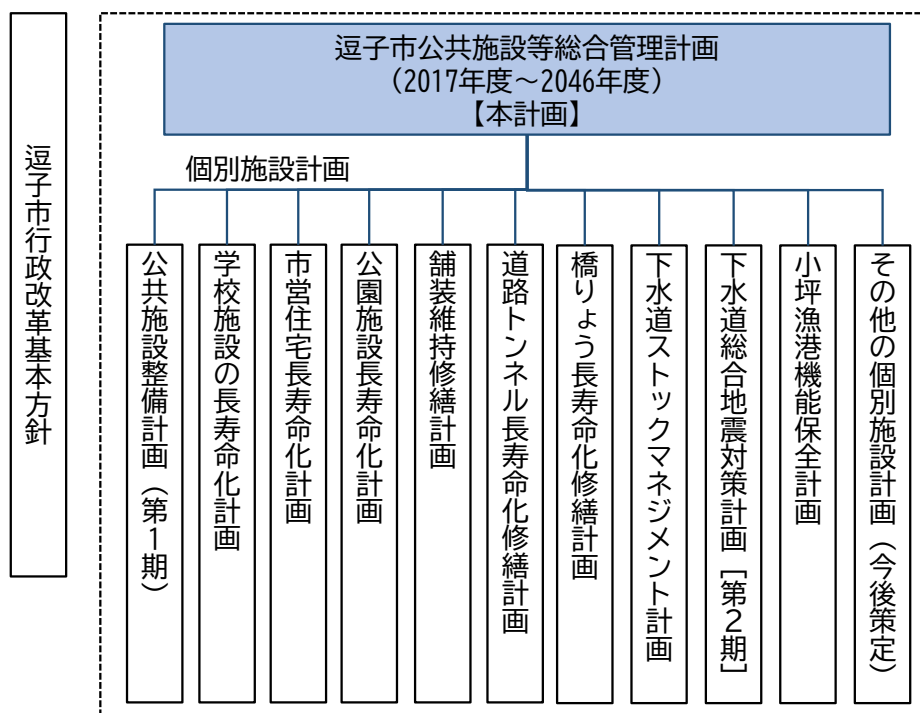 逗子市公共施設等総合管理計画
（2017年度～2046年度）
【本計画】
逗子市行政改革基本方針
個別施設計画
公共施設整備計画（第１期）
学校施設の長寿命化計画
市営住宅長寿命化計画
公園施設長寿命化計画
舗装維持修繕計画
道路トンネル長寿命化修繕計画
橋りょう長寿命化修繕計画
下水道ストックマネジメント計画
下水道総合地震対策計画［第２期］
小坪漁港機能保全計画
その他の個別施設計画（今後策定）